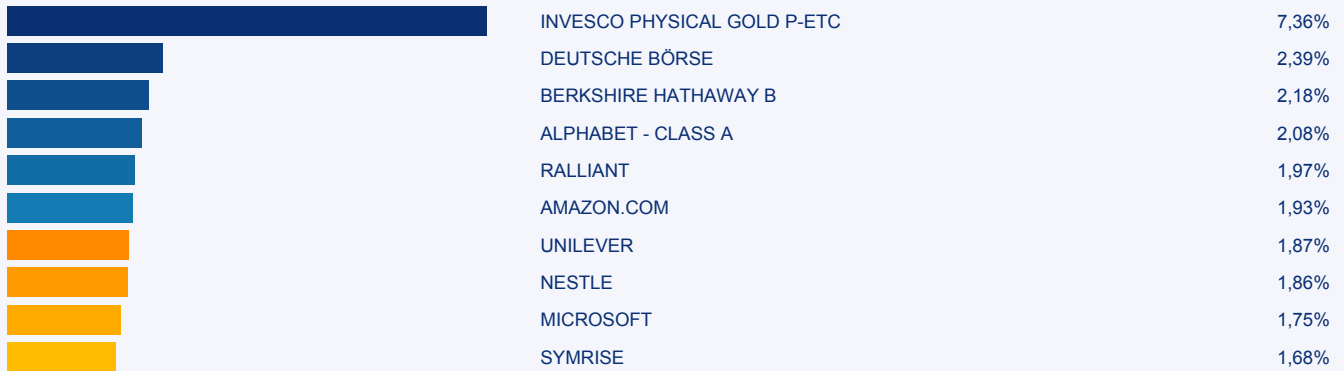 INVESCO PHYSICAL GOLD P-ETC 7,36%
DEUTSCHE BÖRSE 2,39%
BERKSHIRE HATHAWAY B 2,18%
ALPHABET - CLASS A 2,08%
RALLIANT 1,97%
AMAZON.COM 1,93%
UNILEVER 1,87%
NESTLE 1,86%
MICROSOFT 1,75%
SYMRISE 1,68%